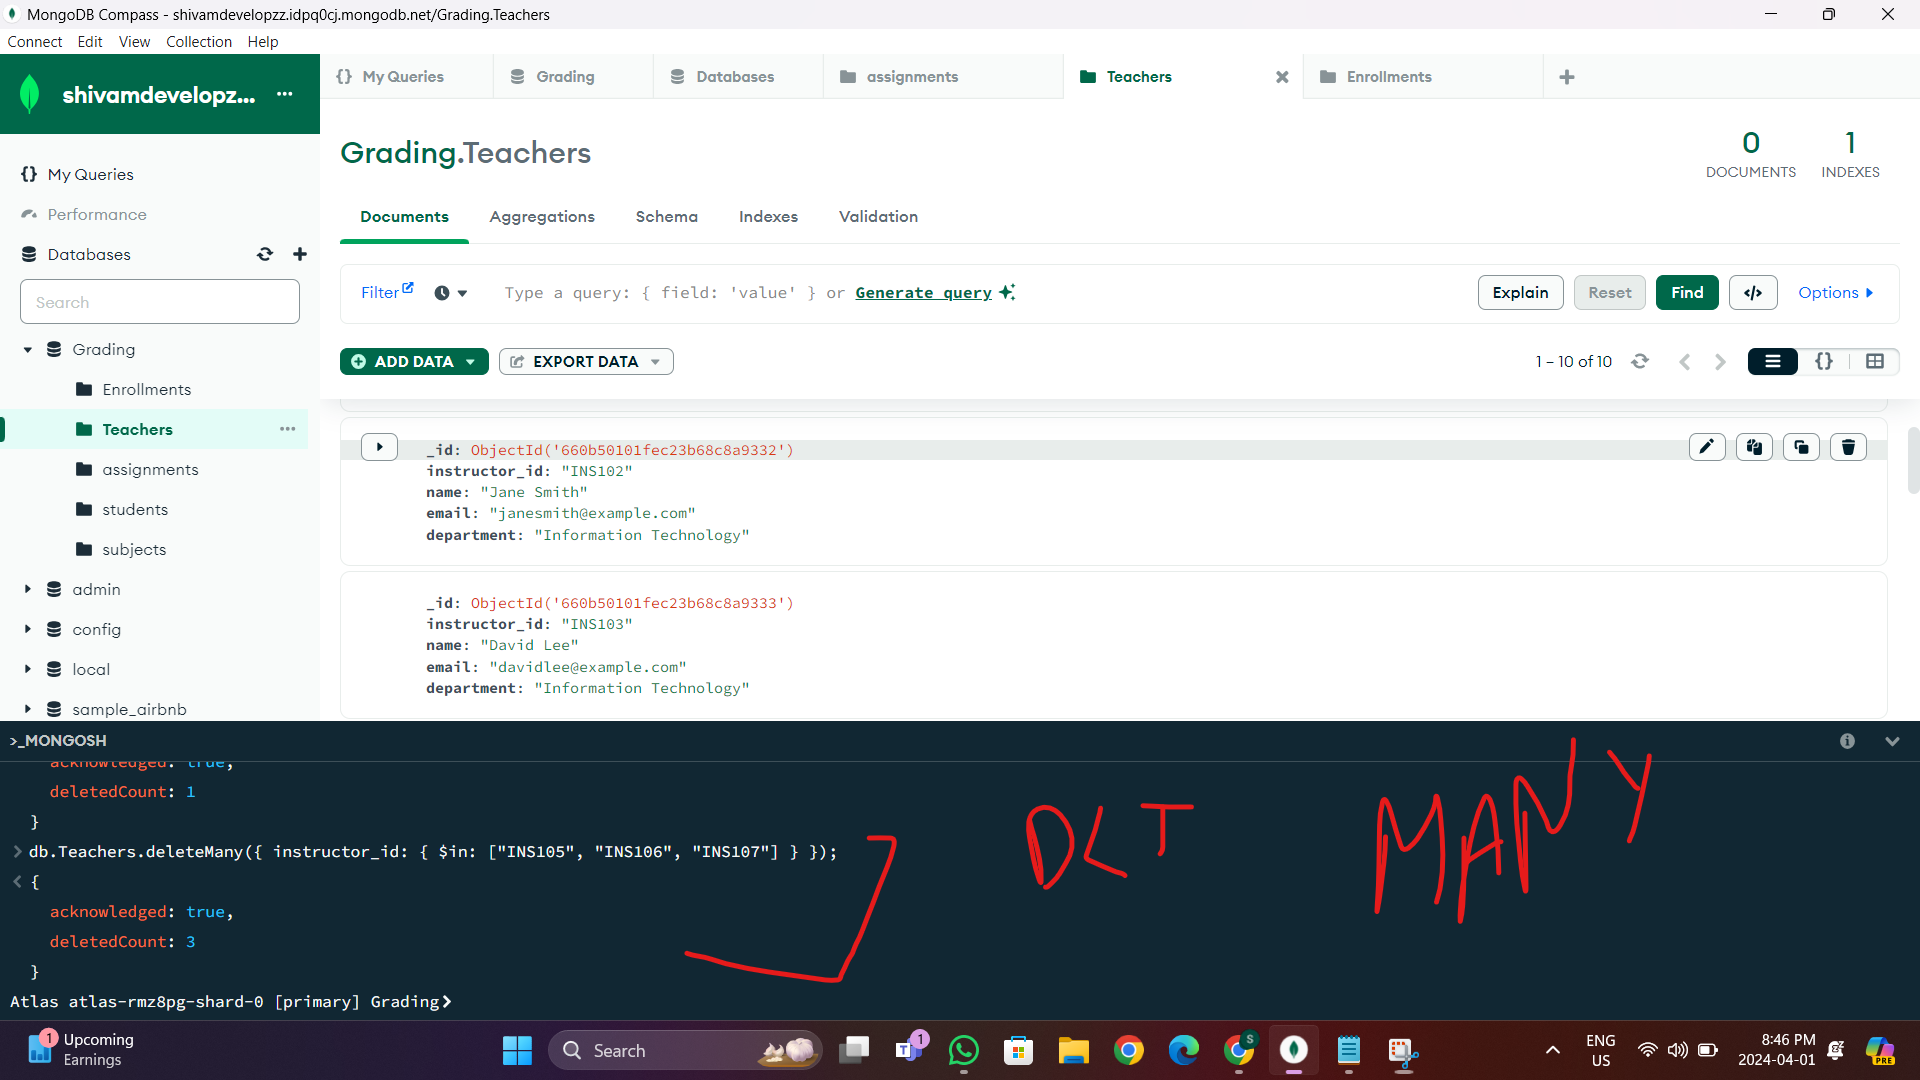 MongoDB Compass - shivamdevelopzz.idpq0cj.mongodb.net/Grading.Teachers
Connect Edit View Collection Help
shivamdevelopz...
My Queries Grading Databases assignments Teachers Enrollments
Grading.Teachers
0 1
DOCUMENTS INDEXES
My Queries
Performance
Databases
Search
Grading
Enrollments
Teachers
assignments
students
subjects
admin
config
local
sample_airbnb
Documents Aggregations Schema Indexes Validation
Filter Type a query: { field: 'value' } or Generate query Explain Reset Find </> Options
ADD DATA EXPORT DATA 1 – 10 of 10 {}
_id: ObjectId('660b50101fec23b68c8a9332')
instructor_id: "INS102"
name: "Jane Smith"
email: "janesmith@example.com"
department: "Information Technology"
_id: ObjectId('660b50101fec23b68c8a9333')
instructor_id: "INS103"
name: "David Lee"
email: "davidlee@example.com"
department: "Information Technology"
>_MONGOSH
acknowledged: true,
deletedCount: 1
}
> db.Teachers.deleteMany({ instructor_id: { $in: ["INS105", "INS106", "INS107"] } });
< {
acknowledged: true,
deletedCount: 3
}
Atlas atlas-rmz8pg-shard-0 [primary] Grading>
DLT MANY
1 Upcoming
Earnings
Search
1
S
ENG
US
8:46 PM
2024-04-01
PRE